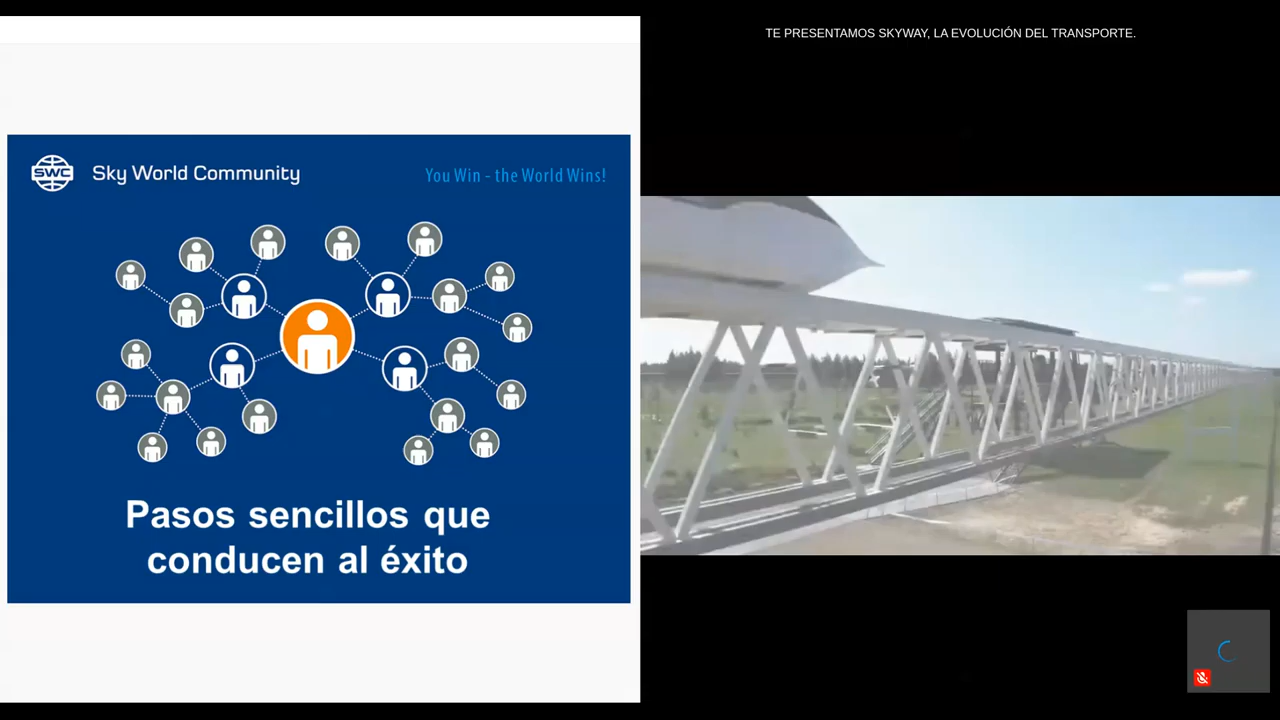 TE PRESENTAMOS SKYWAY, LA EVOLUCIÓN DEL TRANSPORTE.
SWC
Sky World Community
You Win - the World Wins!
Pasos sencillos que
conducen al éxito